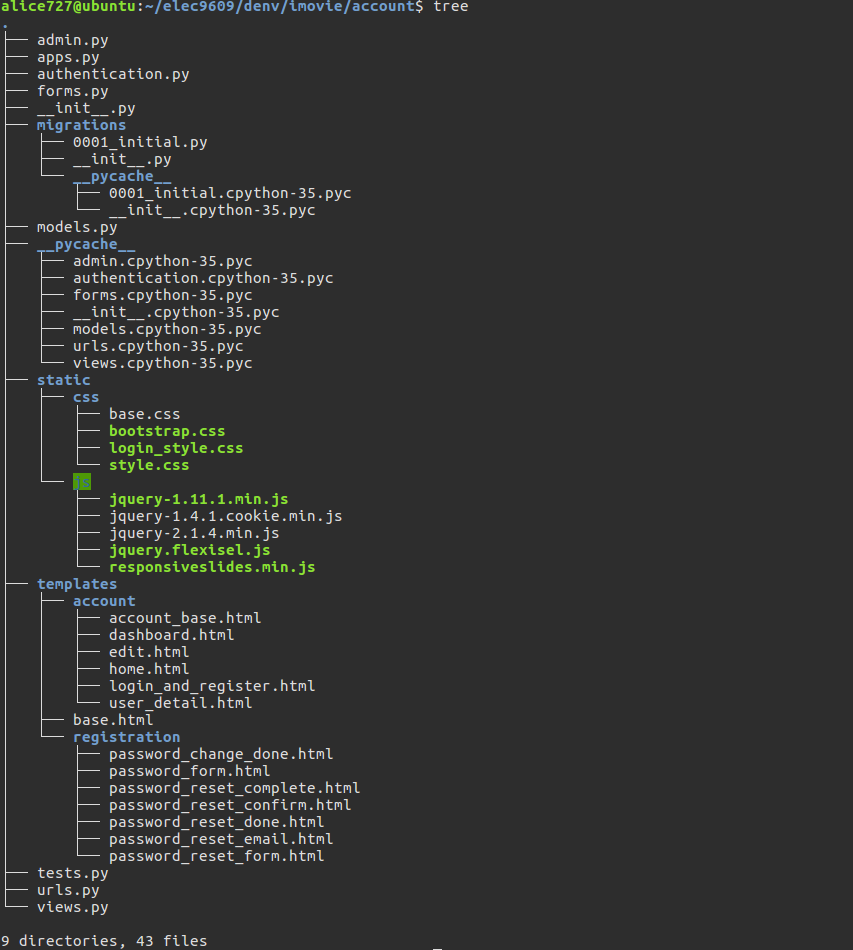 alice727@ubuntu:~/elec9609/denv/imovie/account$ tree
.
├── admin.py
├── apps.py
├── authentication.py
├── forms.py
├── __init__.py
├── migrations
│   ├── 0001_initial.py
│   ├── __init__.py
│   └── __pycache__
│       ├── 0001_initial.cpython-35.pyc
│       └── __init__.cpython-35.pyc
├── models.py
├── __pycache__
│   ├── admin.cpython-35.pyc
│   ├── authentication.cpython-35.pyc
│   ├── forms.cpython-35.pyc
│   ├── __init__.cpython-35.pyc
│   ├── models.cpython-35.pyc
│   ├── urls.cpython-35.pyc
│   └── views.cpython-35.pyc
├── static
│   ├── css
│   │   ├── base.css
│   │   ├── bootstrap.css
│   │   ├── login_style.css
│   │   └── style.css
│   └── js
│       ├── jquery-1.11.1.min.js
│       ├── jquery-1.4.1.cookie.min.js
│       ├── jquery-2.1.4.min.js
│       ├── jquery.flexisel.js
│       └── responsiveslides.min.js
├── templates
│   ├── account
│   │   ├── account_base.html
│   │   ├── dashboard.html
│   │   ├── edit.html
│   │   ├── home.html
│   │   ├── login_and_register.html
│   │   └── user_detail.html
│   ├── base.html
│   └── registration
│       ├── password_change_done.html
│       ├── password_form.html
│       ├── password_reset_complete.html
│       ├── password_reset_confirm.html
│       ├── password_reset_done.html
│       ├── password_reset_email.html
│       └── password_reset_form.html
├── tests.py
├── urls.py
└── views.py

9 directories, 43 files